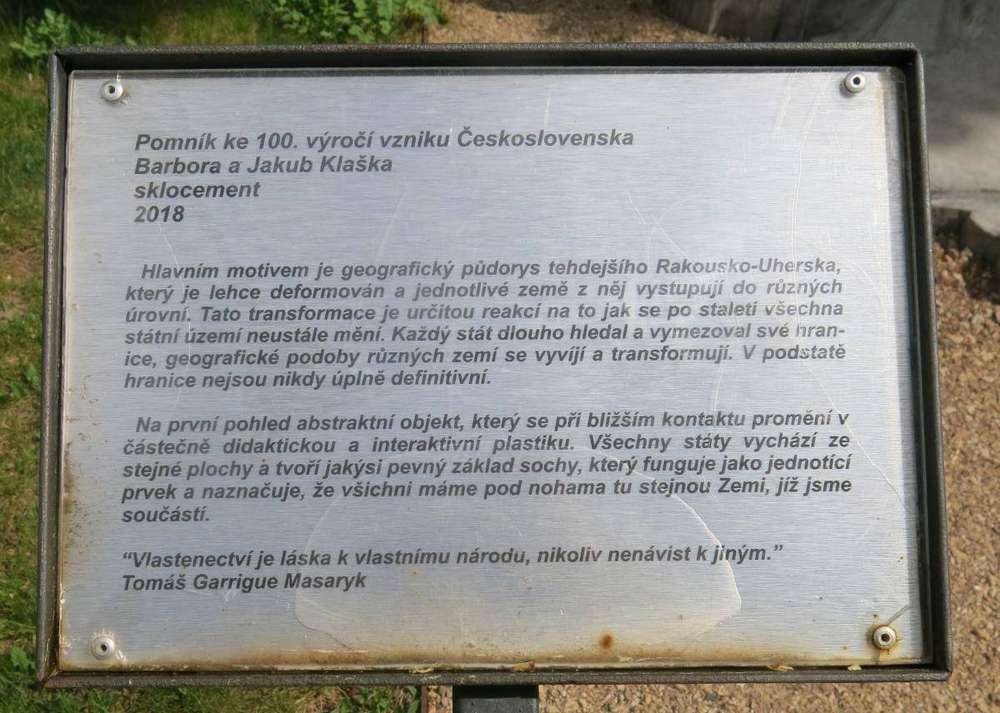 Pomník ke 100. výročí vzniku Československa
Barbora a Jakub Klaška
sklocement
2018
Hlavním motivem je geografický půdorys tehdejšího Rakousko-Uherska,
který je lehce deformován a jednotlivé země z něj vystupují do různých
úrovní. Tato transformace je určitou reakcí na to jak se po staletí všechna
státní území neustále mění. Každý stát dlouho hledal a vymezoval své hran-
ice, geografické podoby různých zemí se vyvíjí a transformují. V podstatě
hranice nejsou nikdy úplně definitivní.
Na první pohled abstraktní objekt, který se při bližším kontaktu promění v
částečně didaktickou a interaktivní plastiku. Všechny státy vychází ze
stejné plochy a tvoří jakýsi pevný základ sochy, který funguje jako jednotící
prvek a naznačuje, že všichni máme pod nohama tu stejnou Zemi, jíž jsme
součástí.
“Vlastenectví je láska k vlastnímu národu, nikoliv nenávist k jiným.”
Tomáš Garrigue Masaryk